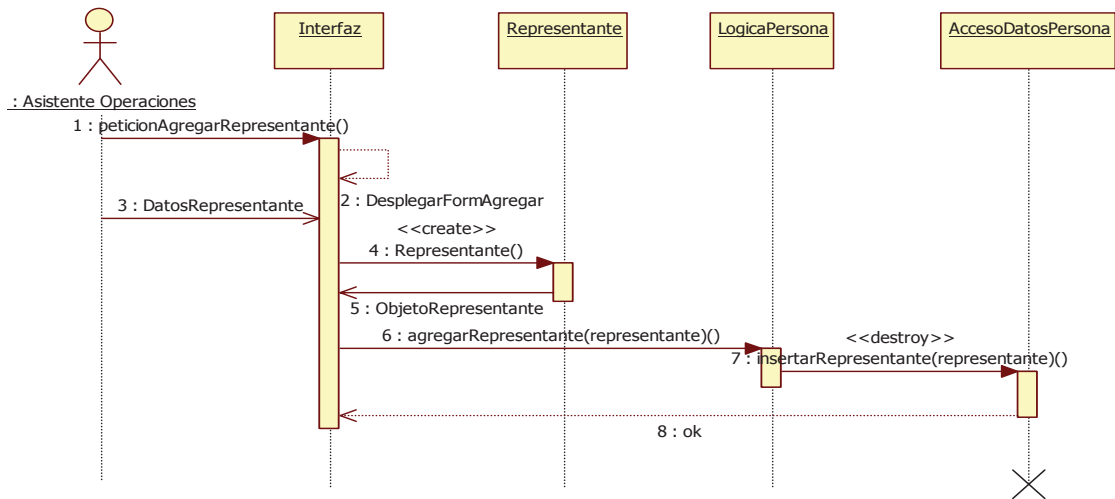 Interfaz
Representante
LogicaPersona
AccesoDatosPersona
: Asistente Operaciones
1 : peticionAgregarRepresentante()
2 : DesplegarFormAgregar
3 : DatosRepresentante
<<create>>
4 : Representante()
5 : ObjetoRepresentante
6 : agregarRepresentante(representante)()
<<destroy>>
7 : insertarRepresentante(representante)()
8 : ok